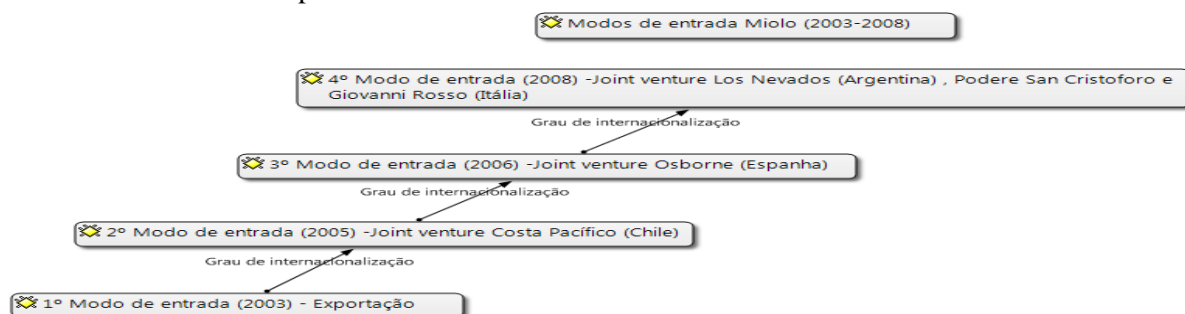 Modos de entrada Miolo (2003-2008)
4º Modo de entrada (2008) -Joint venture Los Nevados (Argentina) , Podere San Cristoforo e
Giovanni Rosso (Itália)
Grau de internacionalização
3º Modo de entrada (2006) -Joint venture Osborne (Espanha)
Grau de internacionalização
2º Modo de entrada (2005) -Joint venture Costa Pacífico (Chile)
Grau de internacionalização
1º Modo de entrada (2003) - Exportação